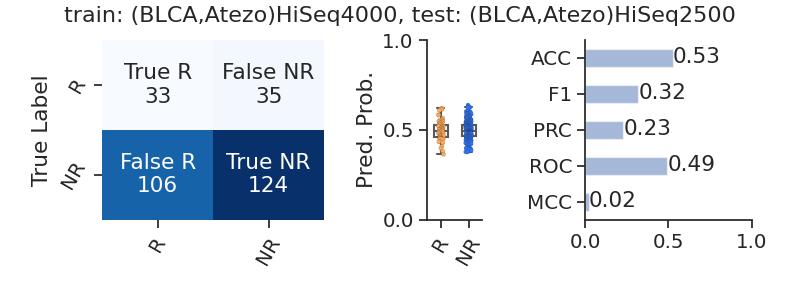 train: (BLCA,Atezo)HiSeq4000, test: (BLCA,Atezo)HiSeq2500
True Label
R
NR
True R
33
False NR
35
False R
106
True NR
124
R
NR
Pred. Prob.
1.0
0.5
0.0
R
NR
ACC
0.53
F1
0.32
PRC
0.23
ROC
0.49
MCC
0.02
0.0
0.5
1.0